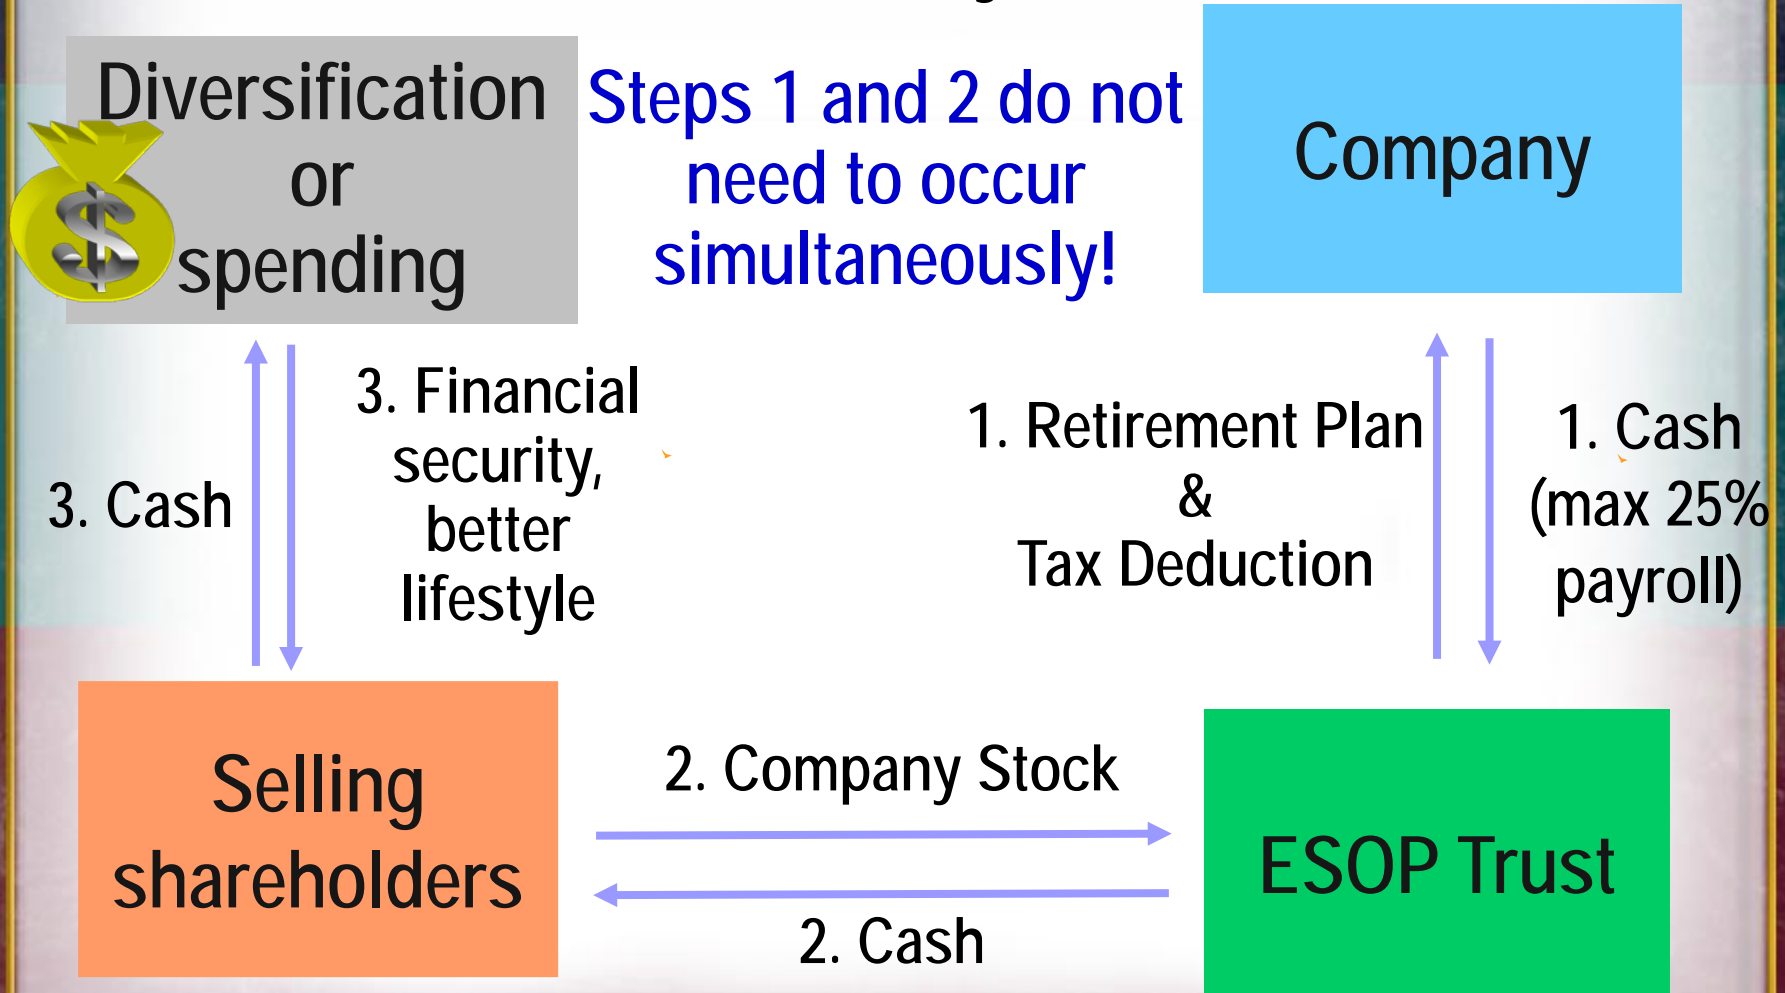 Diversification
or
spending
$
Steps 1 and 2 do not
need to occur
simultaneously!
Company
3. Cash
3. Financial
security,
better
lifestyle
1. Retirement Plan
&
Tax Deduction
1. Cash
(max 25%
payroll)
Selling
shareholders
2. Company Stock
2. Cash
ESOP Trust